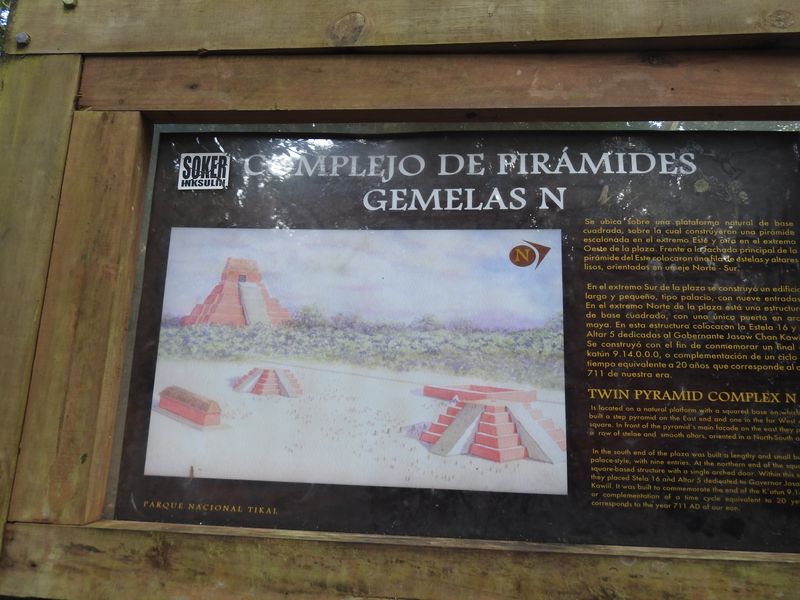 SOKER
INKSULIN
COMPLEJO DE PIRÁMIDES
GEMELAS N
N
Se ubica sobre una plataforma natural de base
cuadrada, sobre la cual construyeron una pirámide
escalonada en el extremo Este y otra en el extremo
Oeste de la plaza. Frente a la fachada principal de la
pirámide del Este colocaron una fila de estelas y altares
lisos, orientados en un eje Norte - Sur.
En el extremo Sur de la plaza se construyó un edificio
largo y pequeño, tipo palacio, con nueve entradas
En el extremo Norte de la plaza está una estructura
de base cuadrada, con una única puerta en
maya. En esta estructura colocaron la Estela 16 y
Altar 5 dedicadas al Gobernante Jasaw Chan
Se construyó con el fin de conmemorar un final
katún 9.14.0.0.0, o complementación de un ciclo
tiempo equivalente a 20 años que corresponde al
711 de nuestra era.
TWIN PYRAMID COMPLEX N
Is located on a natural platform with a squared base on
built a step pyramid on the East end and one in the far West
square. In front of the pyramid's main facade on the east they
a row of stelae and smooth altars, oriented in a North-South
In the south end of the plaza was built a lengthy and small
palace-style, with nine entries. At the northern end of the
square-based structure with a single arched door. Within this
they placed Stela 16 and Altar 5 dedicated to Governor
Kawiil. It was built to commemorate the end of the K'atun
or complementation of a time cycle equivalent to 20
corresponds to the year 711 AD of our eon.
PARQUE NACIONAL TIKAL